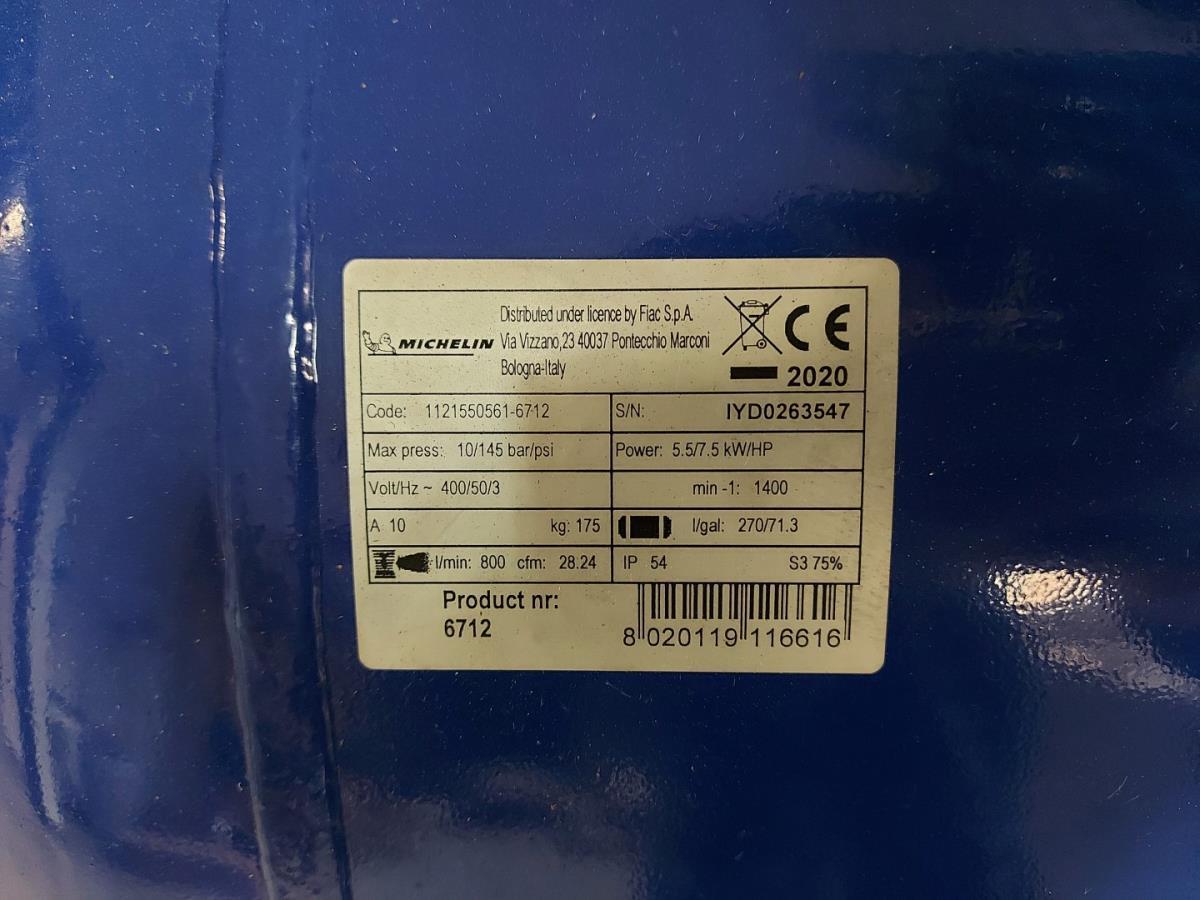 MICHELIN
Distributed under licence by Fiac S.p.A.
Via Vizzano,23 40037 Pontecchio Marconi
Bologna-Italy
CE
2020
Code: 1121550561-6712
S/N: IYD0263547
Max press: 10/145 bar/psi
Power: 5.5/7.5 kW/HP
Volt/Hz ~ 400/50/3
min -1: 1400
A 10 kg: 175
l/gal: 270/71.3
l/min: 800 cfm: 28.24
IP 54 S3 75%
Product nr:
6712
8 020119 116616